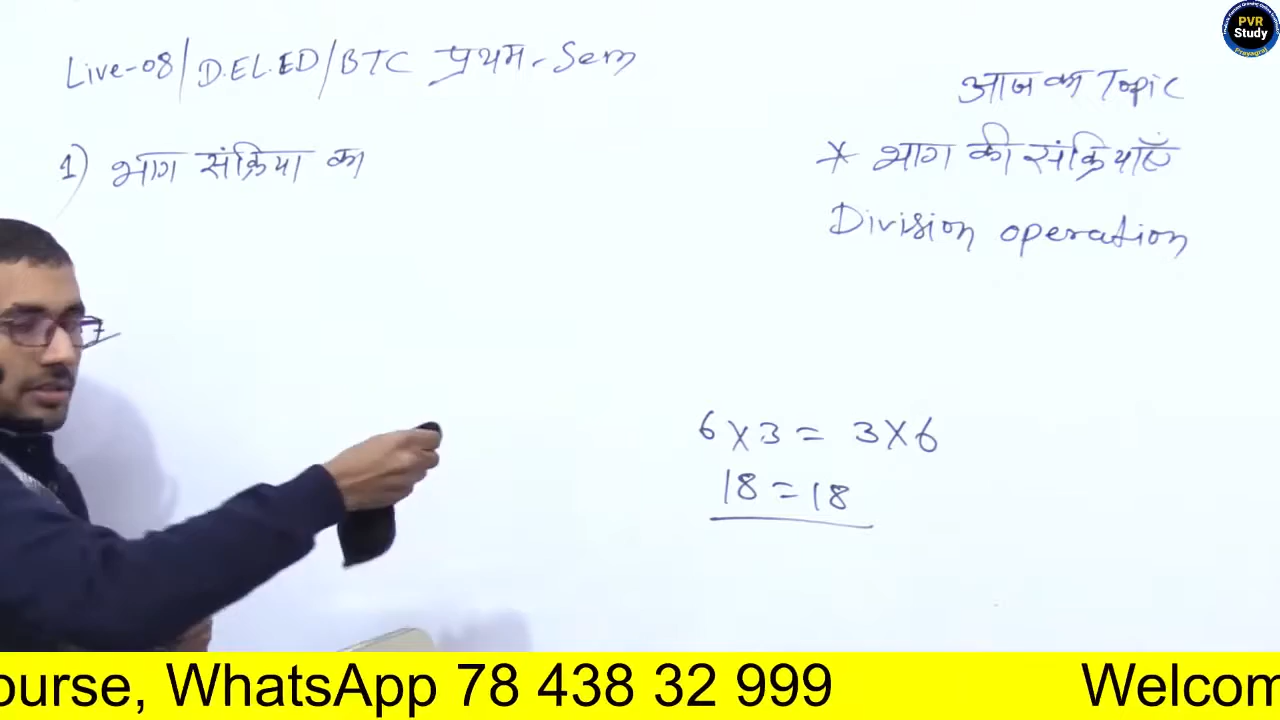 Live-08/D.EL.ED/BTC प्रथम-Sem
आज का Topic
1) भाग संक्रिया का
* भाग की संक्रियाएँ
Division operation
6 X 3 = 3 X 6
18 = 18
PVR
Study
Prayagraj
ourse, WhatsApp 78 438 32 999 Welcom